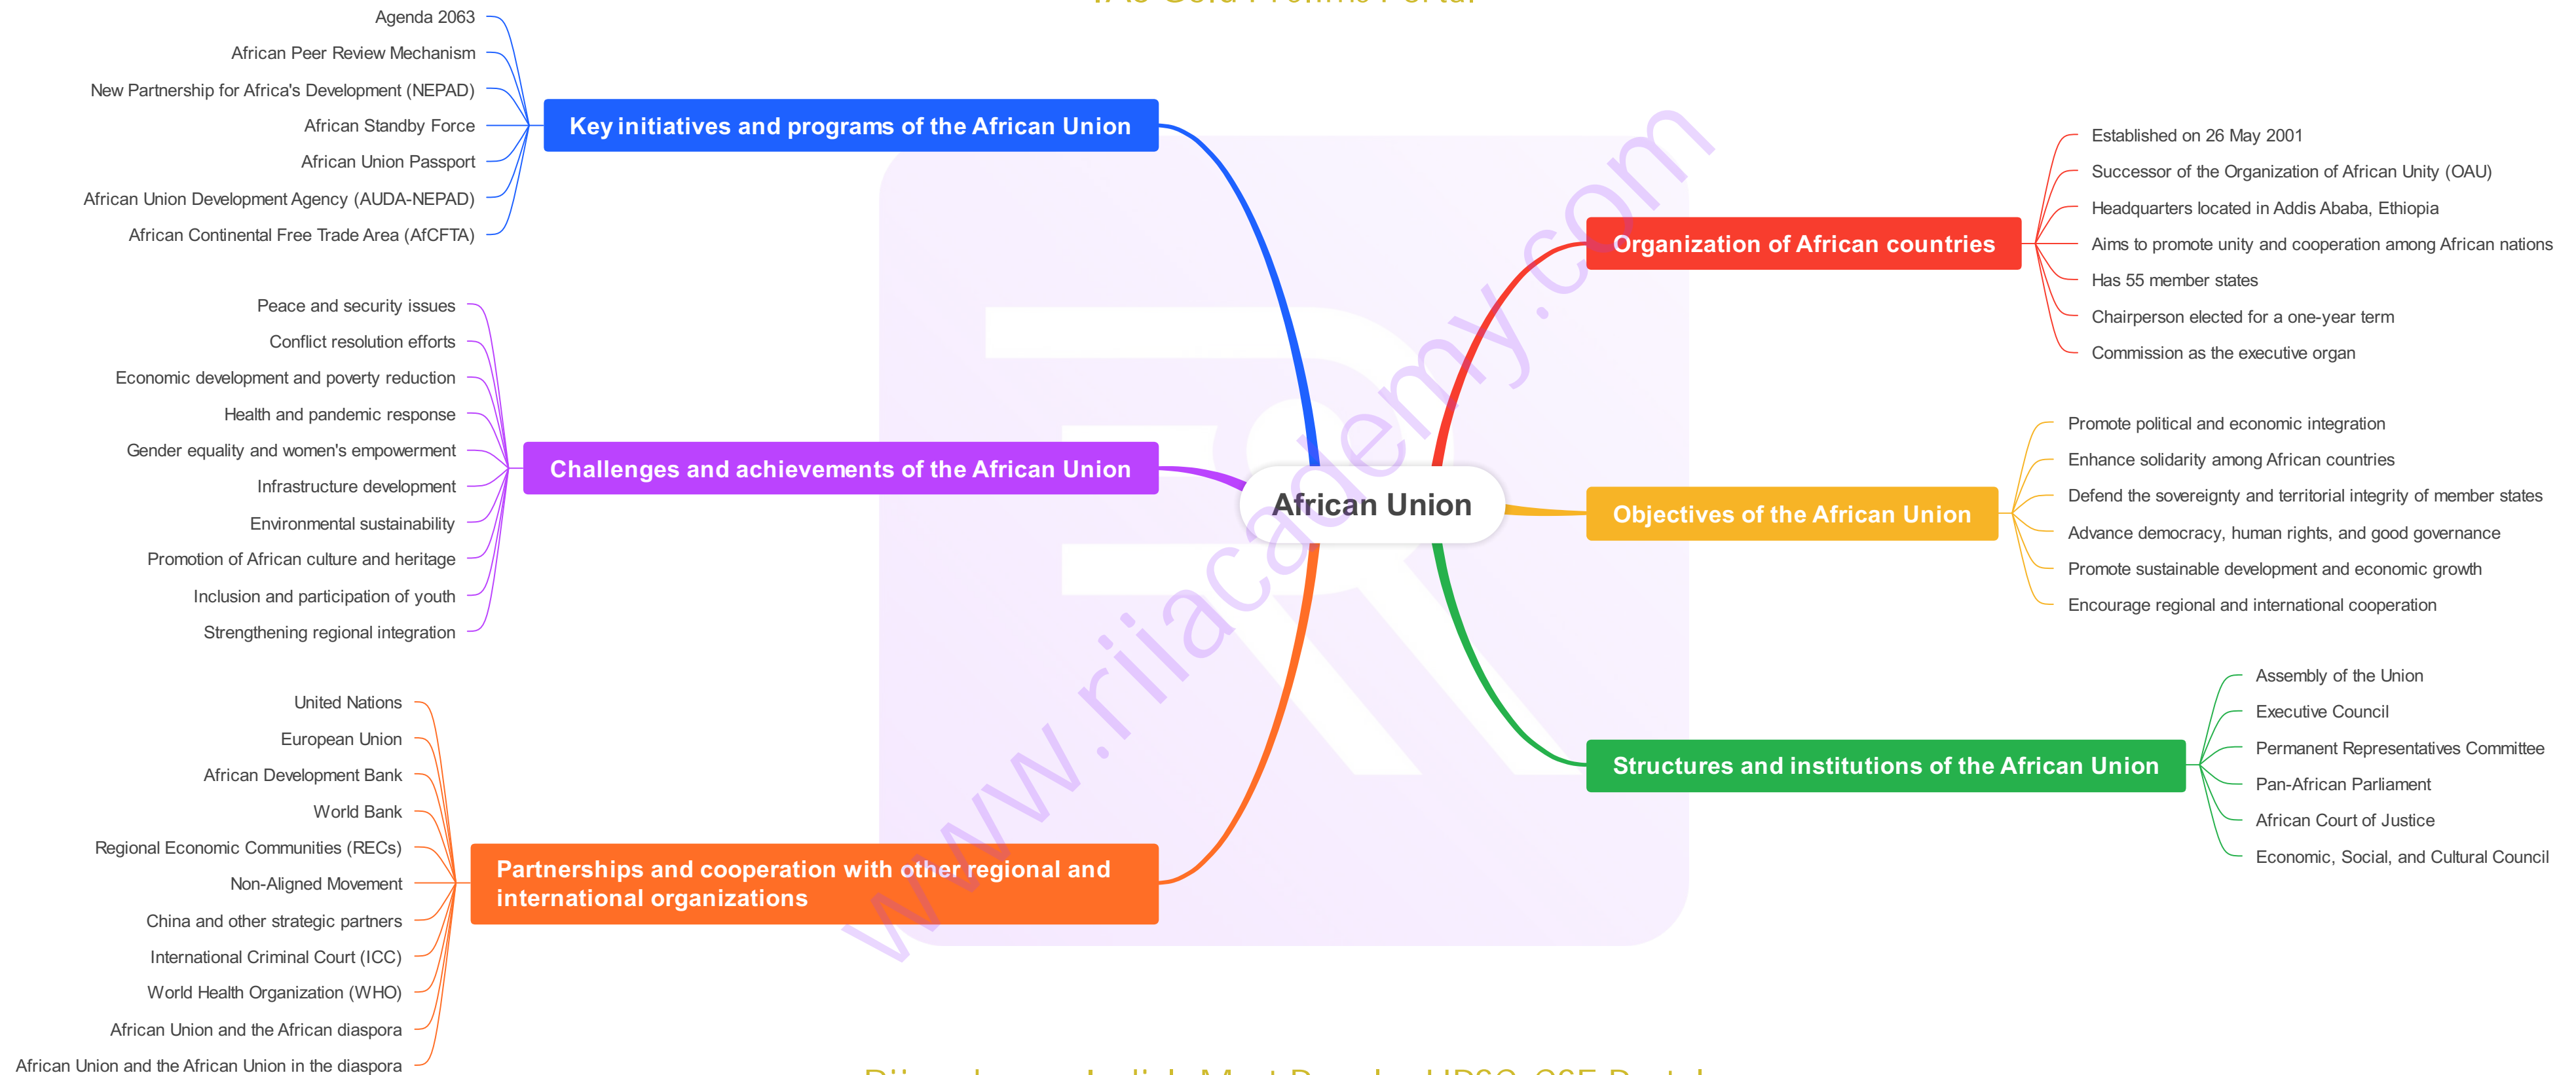 African Union
Key initiatives and programs of the African Union
Agenda 2063
African Peer Review Mechanism
New Partnership for Africa's Development (NEPAD)
African Standby Force
African Union Passport
African Union Development Agency (AUDA-NEPAD)
African Continental Free Trade Area (AfCFTA)
Challenges and achievements of the African Union
Peace and security issues
Conflict resolution efforts
Economic development and poverty reduction
Health and pandemic response
Gender equality and women's empowerment
Infrastructure development
Environmental sustainability
Promotion of African culture and heritage
Inclusion and participation of youth
Strengthening regional integration
Partnerships and cooperation with other regional and
international organizations
United Nations
European Union
African Development Bank
World Bank
Regional Economic Communities (RECs)
Non-Aligned Movement
China and other strategic partners
International Criminal Court (ICC)
World Health Organization (WHO)
African Union and the African diaspora
African Union and the African Union in the diaspora
Organization of African countries
Established on 26 May 2001
Successor of the Organization of African Unity (OAU)
Headquarters located in Addis Ababa, Ethiopia
Aims to promote unity and cooperation among African nations
Has 55 member states
Chairperson elected for a one-year term
Commission as the executive organ
Objectives of the African Union
Promote political and economic integration
Enhance solidarity among African countries
Defend the sovereignty and territorial integrity of member states
Advance democracy, human rights, and good governance
Promote sustainable development and economic growth
Encourage regional and international cooperation
Structures and institutions of the African Union
Assembly of the Union
Executive Council
Permanent Representatives Committee
Pan-African Parliament
African Court of Justice
Economic, Social, and Cultural Council
www.riiacademy.com